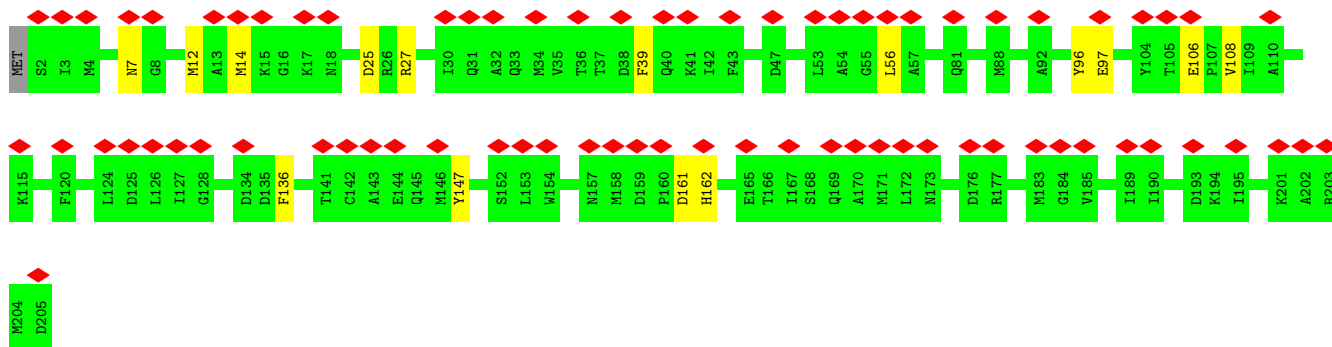 MET S2 I3 M4 N7 G8 M12 A13 M14 K15 G16 K17 N18 D25 R26 R27 I30 Q31 A32 Q33 M34 V35 T36 T37 D38 F39 Q40 K41 I42 F43 D47 L53 A54 G55 L56 A57 Q81 M88 A92 Y96 E97 Y104 T105 E106 P107 V108 I109 A110
K115 F120 L124 D125 L126 I127 G128 D134 D135 F136 T141 C142 A143 E144 Q145 M146 Y147 S152 L153 W154 N157 M158 D159 P160 D161 H162 E165 T166 I167 S168 Q169 A170 M171 L172 N173 D176 R177 M183 G184 V185 I189 I190 D193 K194 I195 K201 A202 R203
M204 D205